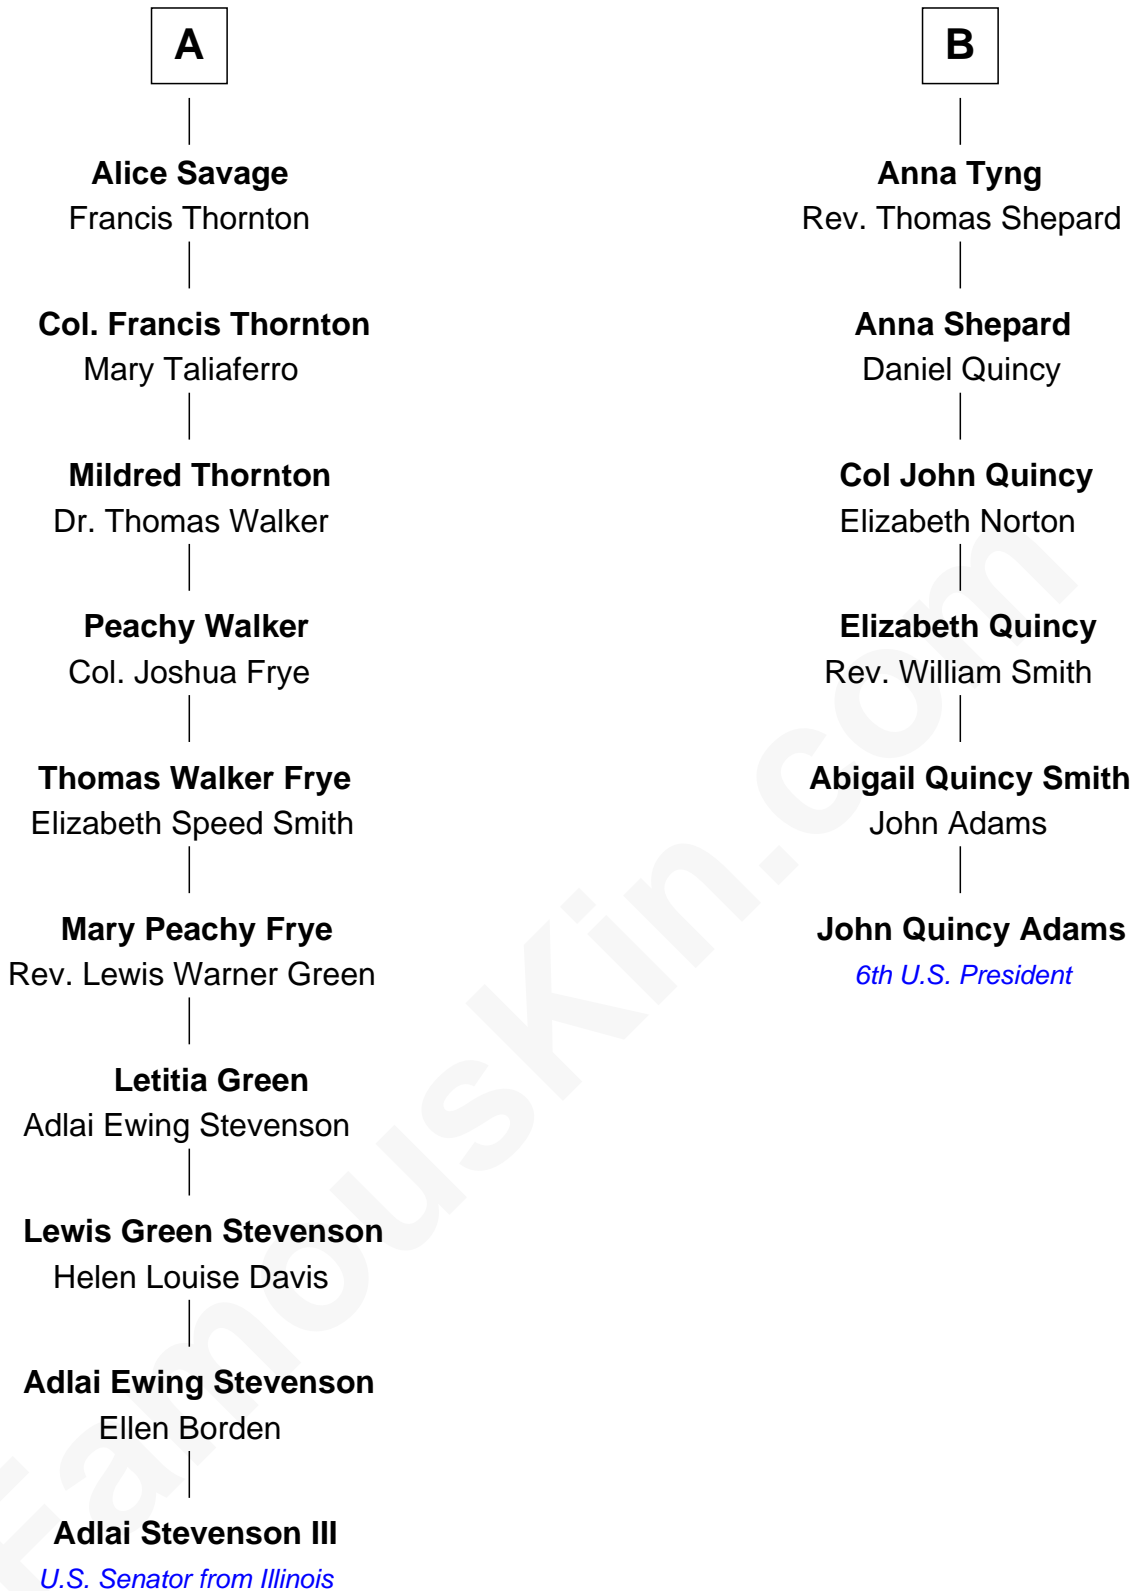 A
Alice Savage
Francis Thornton
Col. Francis Thornton
Mary Taliaferro
Mildred Thornton
Dr. Thomas Walker
Peachy Walker
Col. Joshua Frye
Thomas Walker Frye
Elizabeth Speed Smith
Mary Peachy Frye
Rev. Lewis Warner Green
Letitia Green
Adlai Ewing Stevenson
Lewis Green Stevenson
Helen Louise Davis
Adlai Ewing Stevenson
Ellen Borden
Adlai Stevenson III
U.S. Senator from Illinois
B
Anna Tyng
Rev. Thomas Shepard
Anna Shepard
Daniel Quincy
Col John Quincy
Elizabeth Norton
Elizabeth Quincy
Rev. William Smith
Abigail Quincy Smith
John Adams
John Quincy Adams
6th U.S. President
FamousKin.com